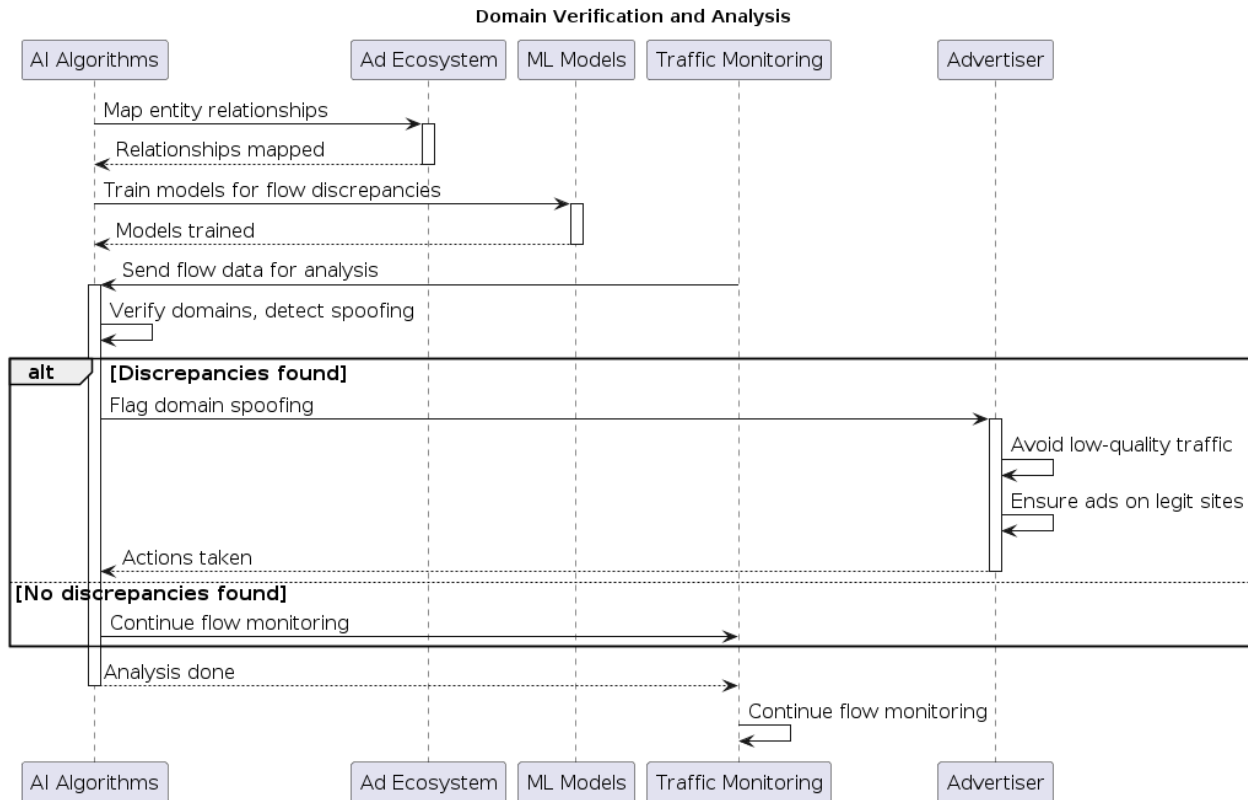 Domain Verification and Analysis
AI Algorithms Ad Ecosystem ML Models Traffic Monitoring Advertiser
Map entity relationships
Relationships mapped
Train models for flow discrepancies
Models trained
Send flow data for analysis
Verify domains, detect spoofing
alt [Discrepancies found]
Flag domain spoofing
Avoid low-quality traffic
Ensure ads on legit sites
Actions taken
[No discrepancies found]
Continue flow monitoring
Analysis done
Continue flow monitoring
AI Algorithms Ad Ecosystem ML Models Traffic Monitoring Advertiser